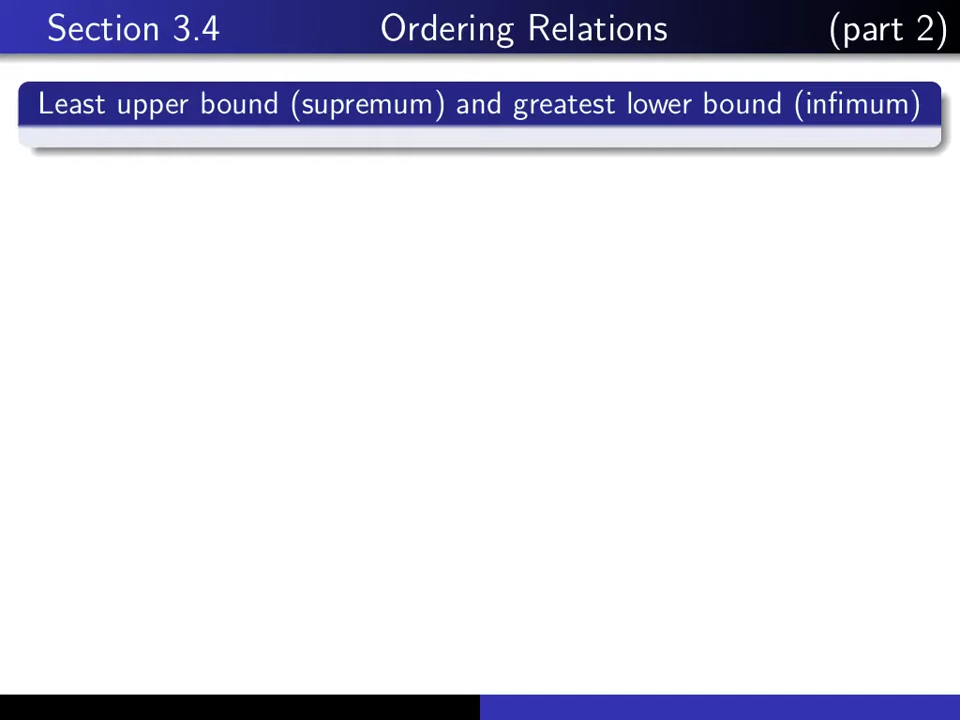 Section 3.4 Ordering Relations (part 2)
Least upper bound (supremum) and greatest lower bound (infimum)